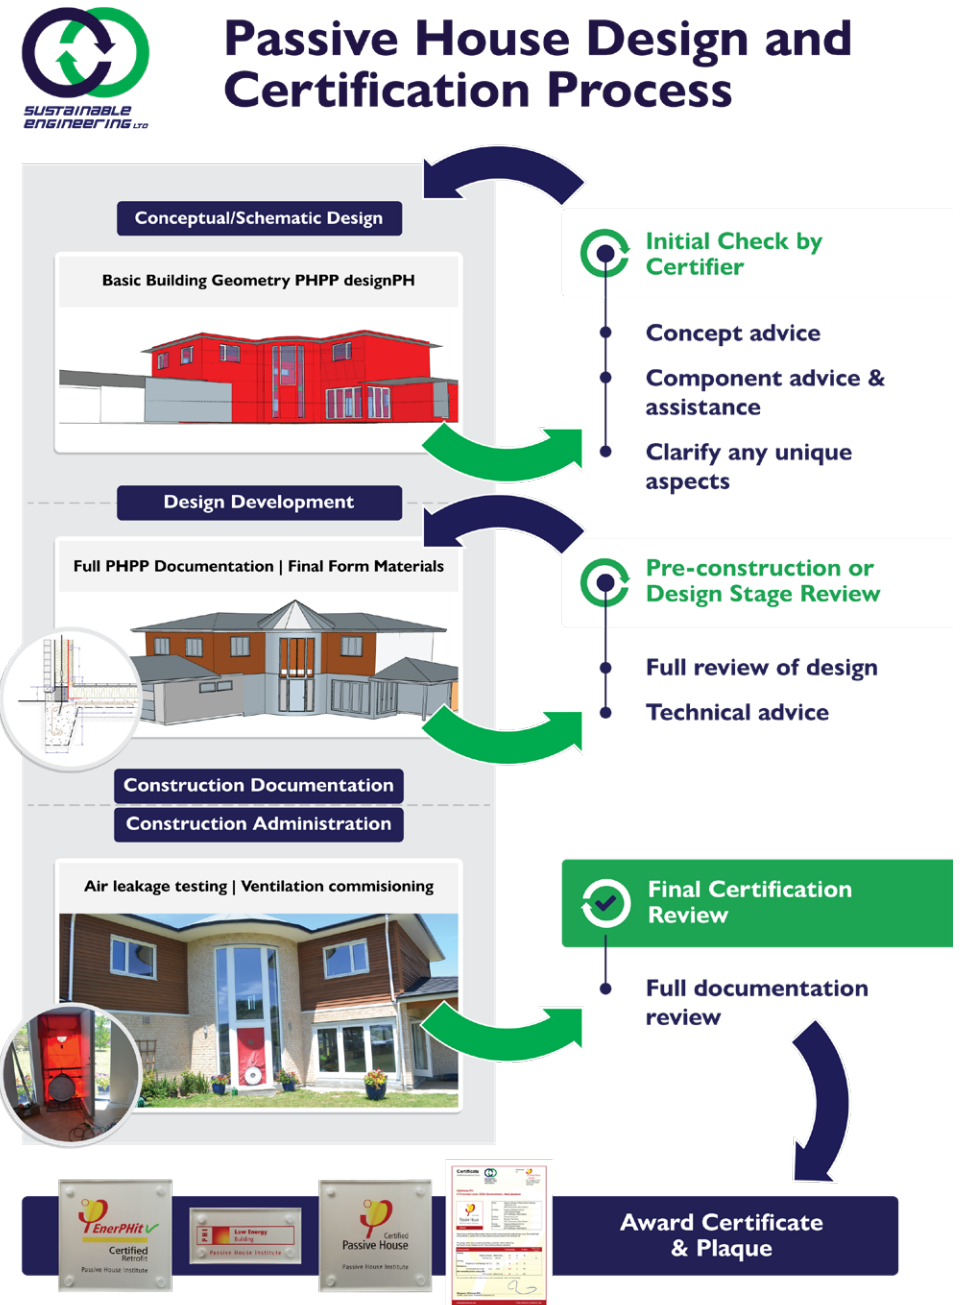 Passive House Design and
Certification Process
SUSTAINABLE
ENGINEERING LTD
Conceptual/Schematic Design
Basic Building Geometry PHPP designPH
Initial Check by
Certifier
Concept advice
Component advice &
assistance
Clarify any unique
aspects
Design Development
Full PHPP Documentation | Final Form Materials
Pre-construction or
Design Stage Review
Full review of design
Technical advice
Construction Documentation
Construction Administration
Air leakage testing | Ventilation commisioning
Final Certification
Review
Full documentation
review
EnerPHit
Certified
Retrofit
Passive House Institute
PHI
Low Energy
Building
Passive House Institute
Certified
Passive House
Passive House Institute
Certificate
Award Certificate
& Plaque